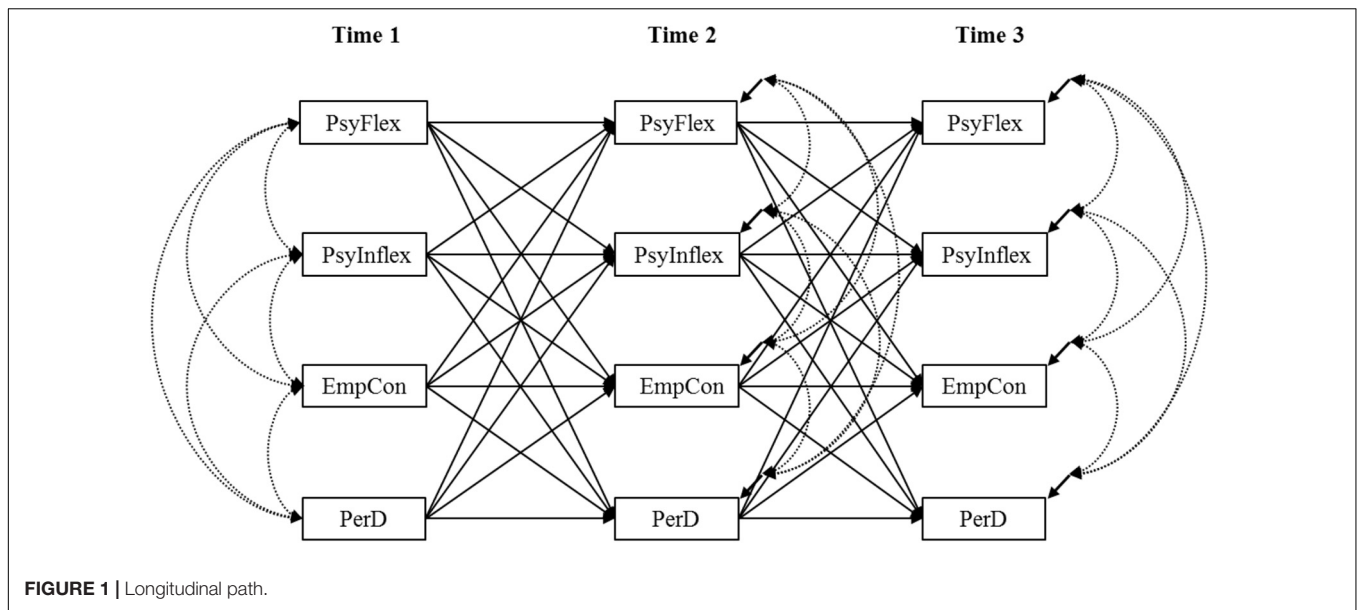 Time 1 Time 2 Time 3
PsyFlex PsyFlex PsyFlex
PsyInflex PsyInflex PsyInflex
EmpCon EmpCon EmpCon
PerD PerD PerD
FIGURE 1 | Longitudinal path.